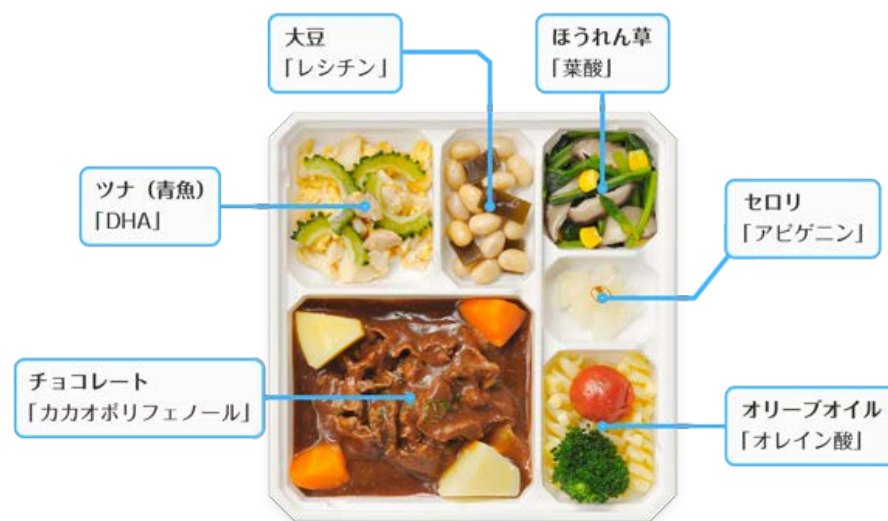 大豆
「レシチン」
ほうれん草
「葉酸」
ツナ（青魚）
「DHA」
セロリ
「アピゲニン」
チョコレート
「カカオポリフェノール」
オリーブオイル
「オレイン酸」